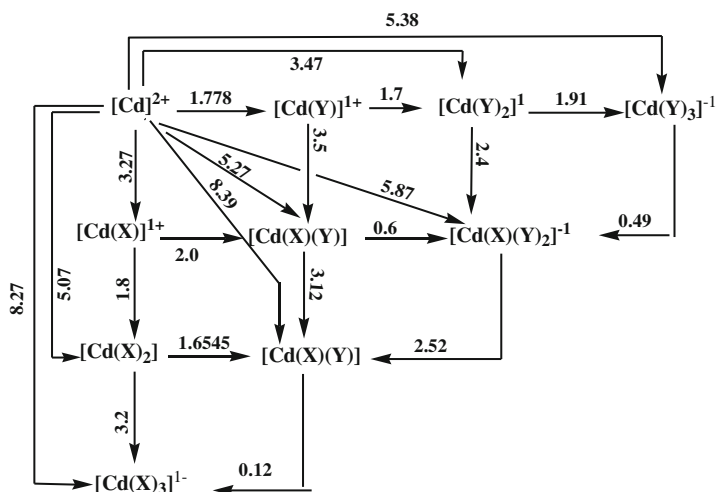 5.38
3.47
[Cd]²⁺ 1.778 [Cd(Y)]¹⁺ 1.7 [Cd(Y)₂]¹ 1.91 [Cd(Y)₃]⁻¹
3.27 8.39 5.27 3.5 5.87 2.4
[Cd(X)]¹⁺ 2.0 [Cd(X)(Y)] 0.6 [Cd(X)(Y)₂]⁻¹ 0.49
8.27 5.07 1.8 3.12
[Cd(X)₂] 1.6545 [Cd(X)(Y)] 2.52
3.2
[Cd(X)₃]¹⁻ 0.12